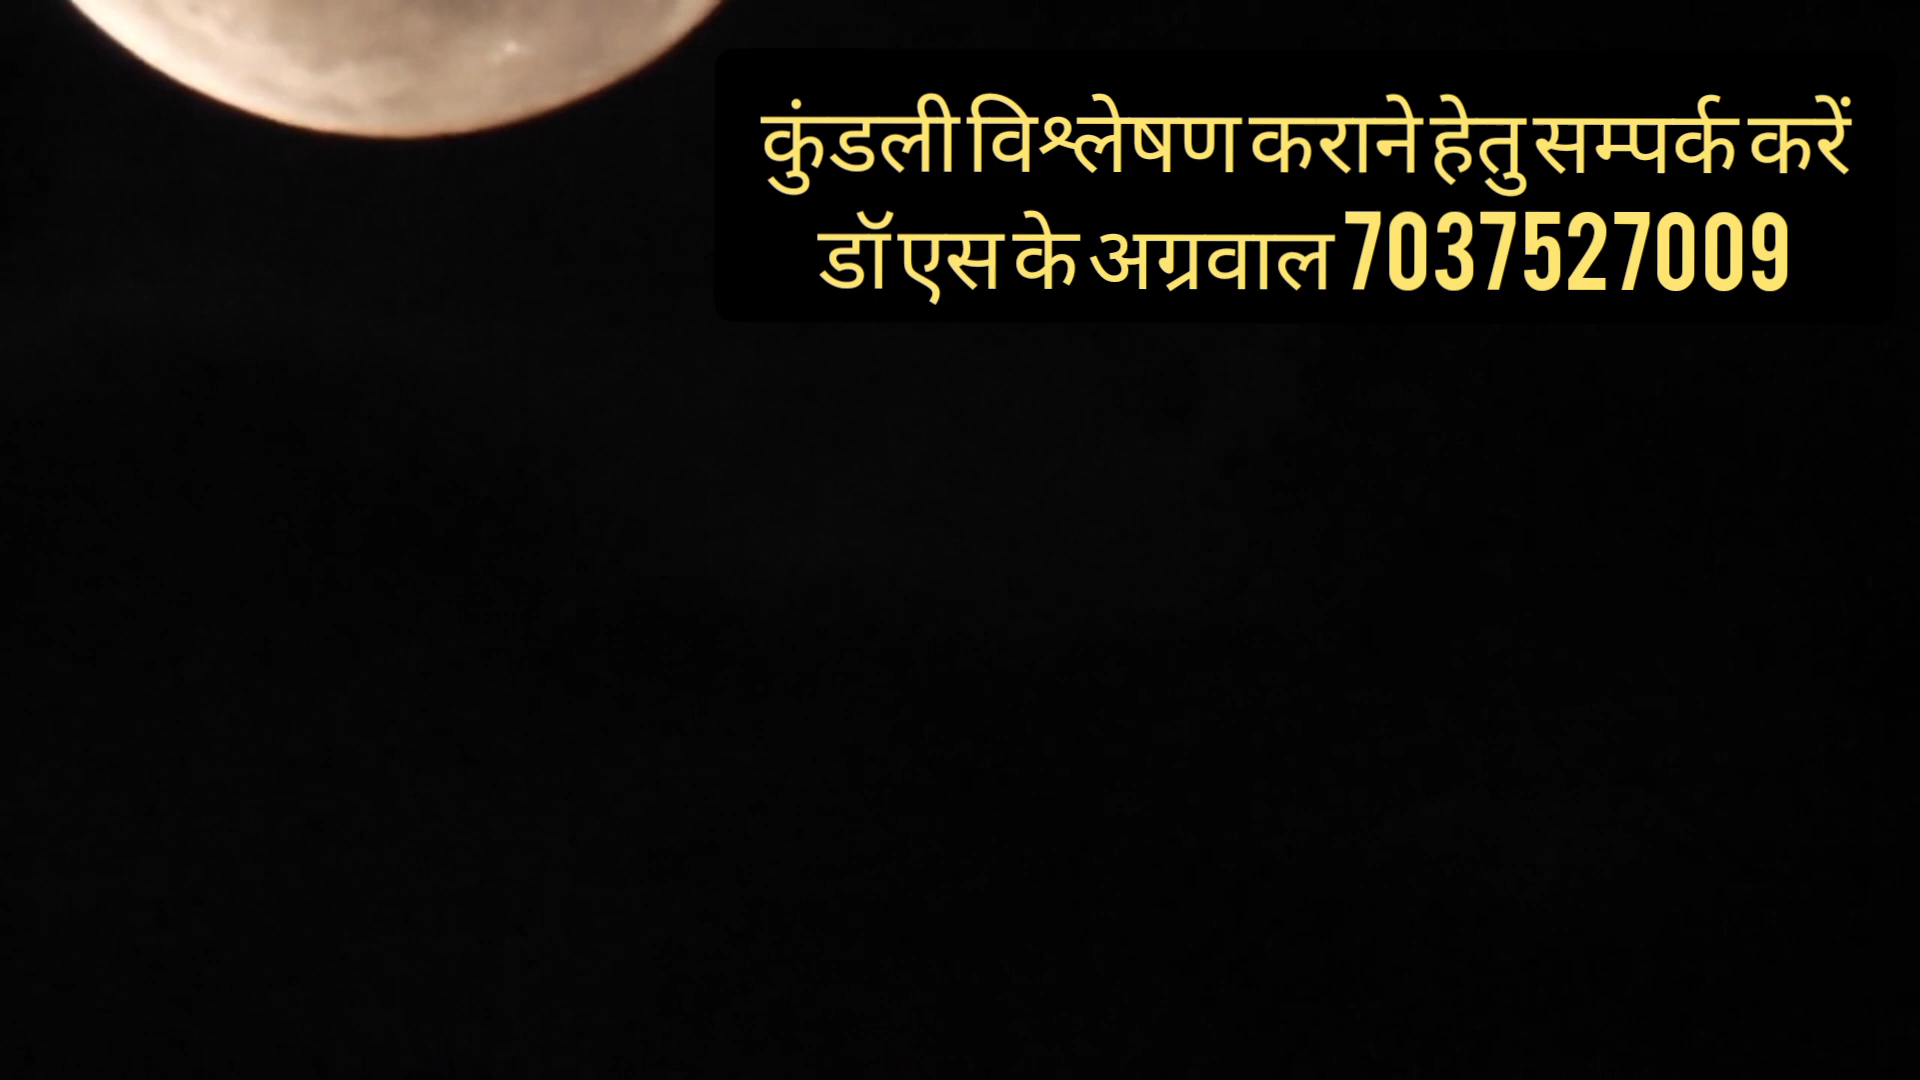 कुंडली विश्लेषण कराने हेतु सम्पर्क करें
डॉ एस के अग्रवाल 7037527009